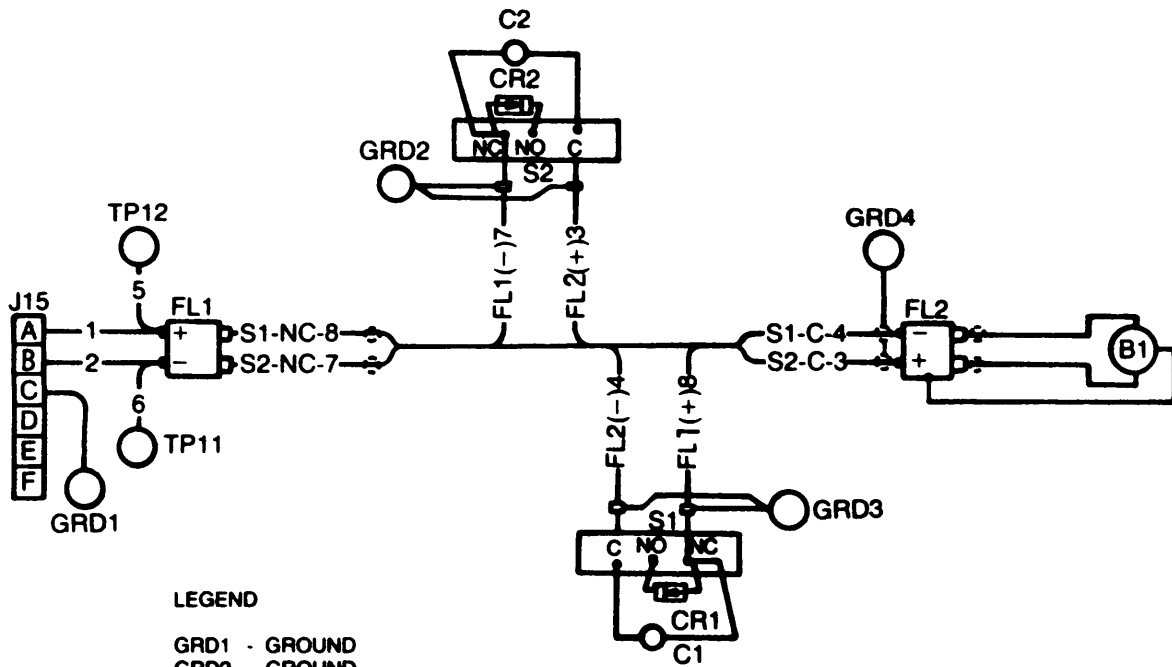 C2
CR2
NC NO C
S2
GRD2
TP12
GRD4
5
FL1(-)7
FL2(+)3
J15
FL1
FL2
A
1
+
S1-NC-8
S1-C-4
-
B
2
-
S2-NC-7
S2-C-3
+
B1
C
6
FL2(-)4
FL1(+)8
D
TP11
E
F
GRD1
GRD3
S1
C NO NC
CR1
C1
LEGEND
GRD1 - GROUND
GRD2 - GROUND